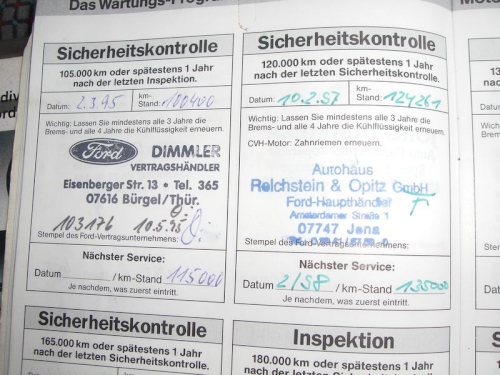 Das Wartungs-Progra
Sicherheitskontrolle
105.000 km oder spätestens 1 Jahr
nach der letzten Inspektion.
Datum: 2.3.95 km-Stand: 100400
Wichtig: Lassen Sie mindestens alle 3 Jahre die
Brems- und alle 4 Jahre die Kühlflüssigkeit erneuern.
Ford DIMMLER
VERTRAGSHÄNDLER
Eisenberger Str. 13 • Tel. 365
07616 Bürgel/Thür.
103176 10.5.95
Stempel des Ford-Vertragsunternehmens:
Nächster Service:
Datum / km-Stand 115000
Je nachdem, was zuerst eintritt.
Sicherheitskontrolle
120.000 km oder spätestens 1 Jahr
nach der letzten Sicherheitskontrolle.
Datum: 10.2.97 km-Stand: 124261
Wichtig: Lassen Sie mindestens alle 3 Jahre die
Brems- und alle 4 Jahre die Kühlflüssigkeit erneuern.
CVH-Motor: Zahnriemen erneuern.
Autohaus
Reichstein & Opitz GmbH
Ford-Haupthändler
Amsterdamer Straße 1
07747 Jena
Stempel des Ford-Vertragsunternehmens:
Nächster Service:
Datum 2/98 / km-Stand 135000
Je nachdem, was zuerst eintritt.
Sicherheitskontrolle
165.000 km oder spätestens 1 Jahr
nach der letzten Sicherheitskontrolle.
Inspektion
180.000 km oder spätestens 1 Jahr
nach der letzten Sicherheitskontrolle.